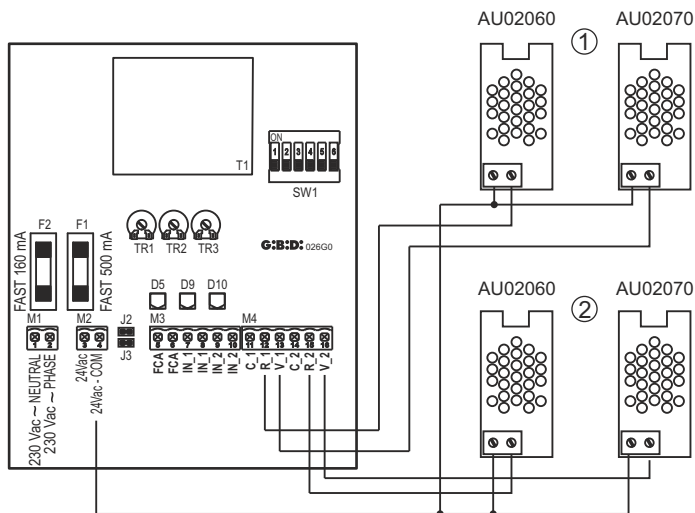 AU02060
AU02070
1
ON
1 2 3 4 5 6
T1
SW1
F2
F1
FAST 160 mA
FAST 500 mA
TR1
TR2
TR3
G:B:D: 026G0
D5
D9
D10
M1
M2
J2
J3
M3
M4
1 2
3 4
5 6 7 8 9 10
11 12 13 14 15 16
230 Vac ~ NEUTRAL
230 Vac ~ PHASE
24Vac
24Vac - COM
FCA
FCA
IN_1
IN_1
IN_2
IN_2
C_1
R_1
V_1
C_2
R_2
V_2
AU02060
AU02070
2